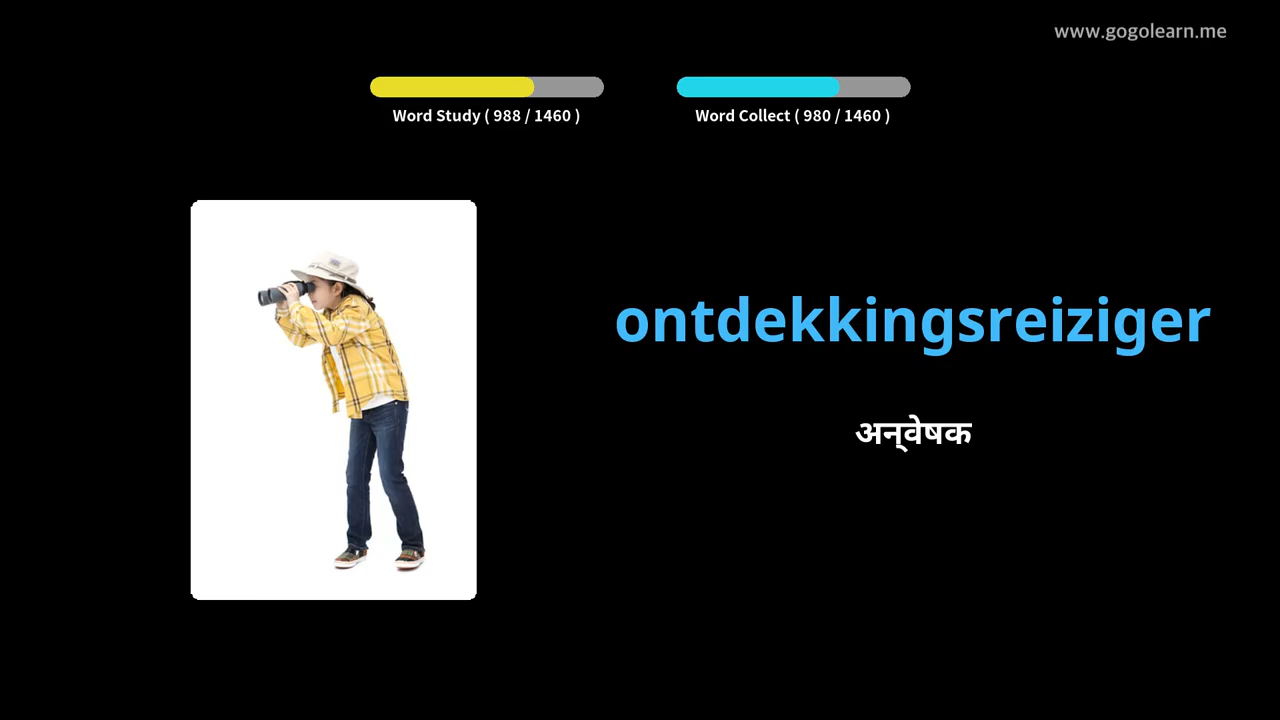 www.gogolearn.me
Word Study ( 988 / 1460 )
Word Collect ( 980 / 1460 )
ontdekkingsreiziger
अन्‌वेषक